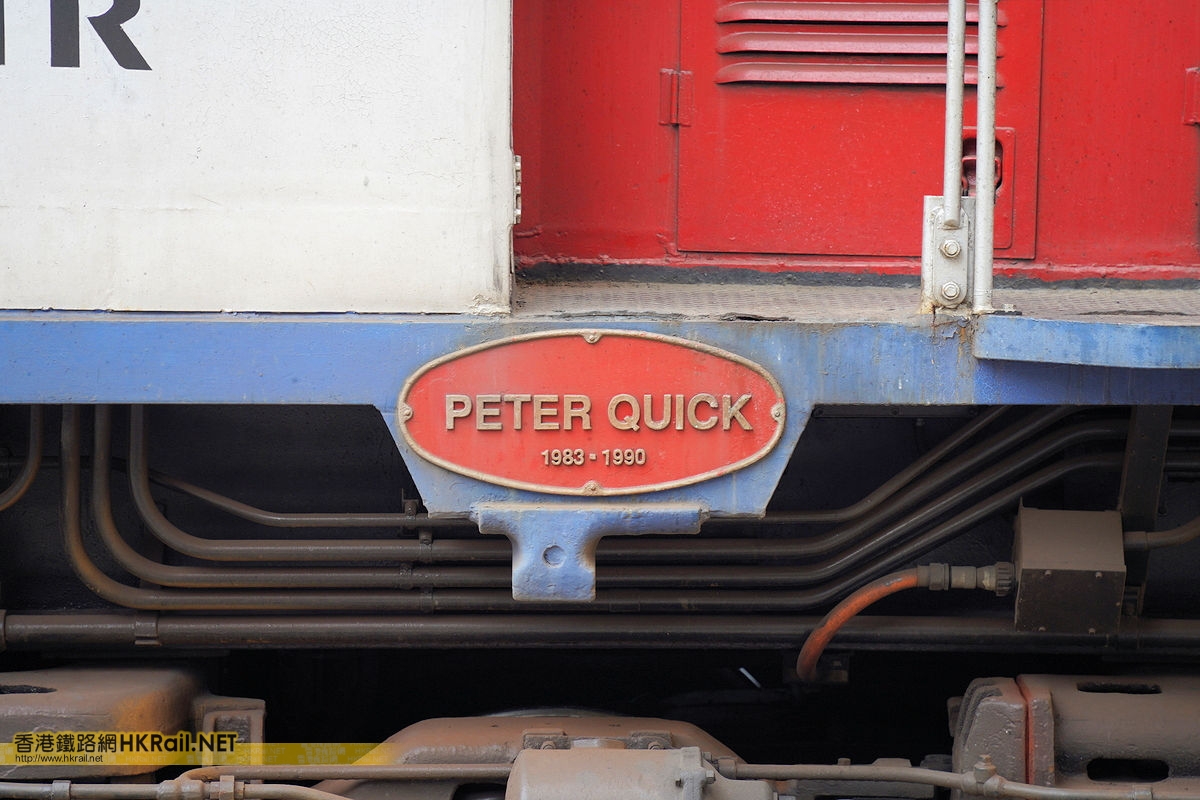 TR
PETER QUICK
1983 - 1990
香港鐵路網HKRail.NET
http://www.hkrail.net